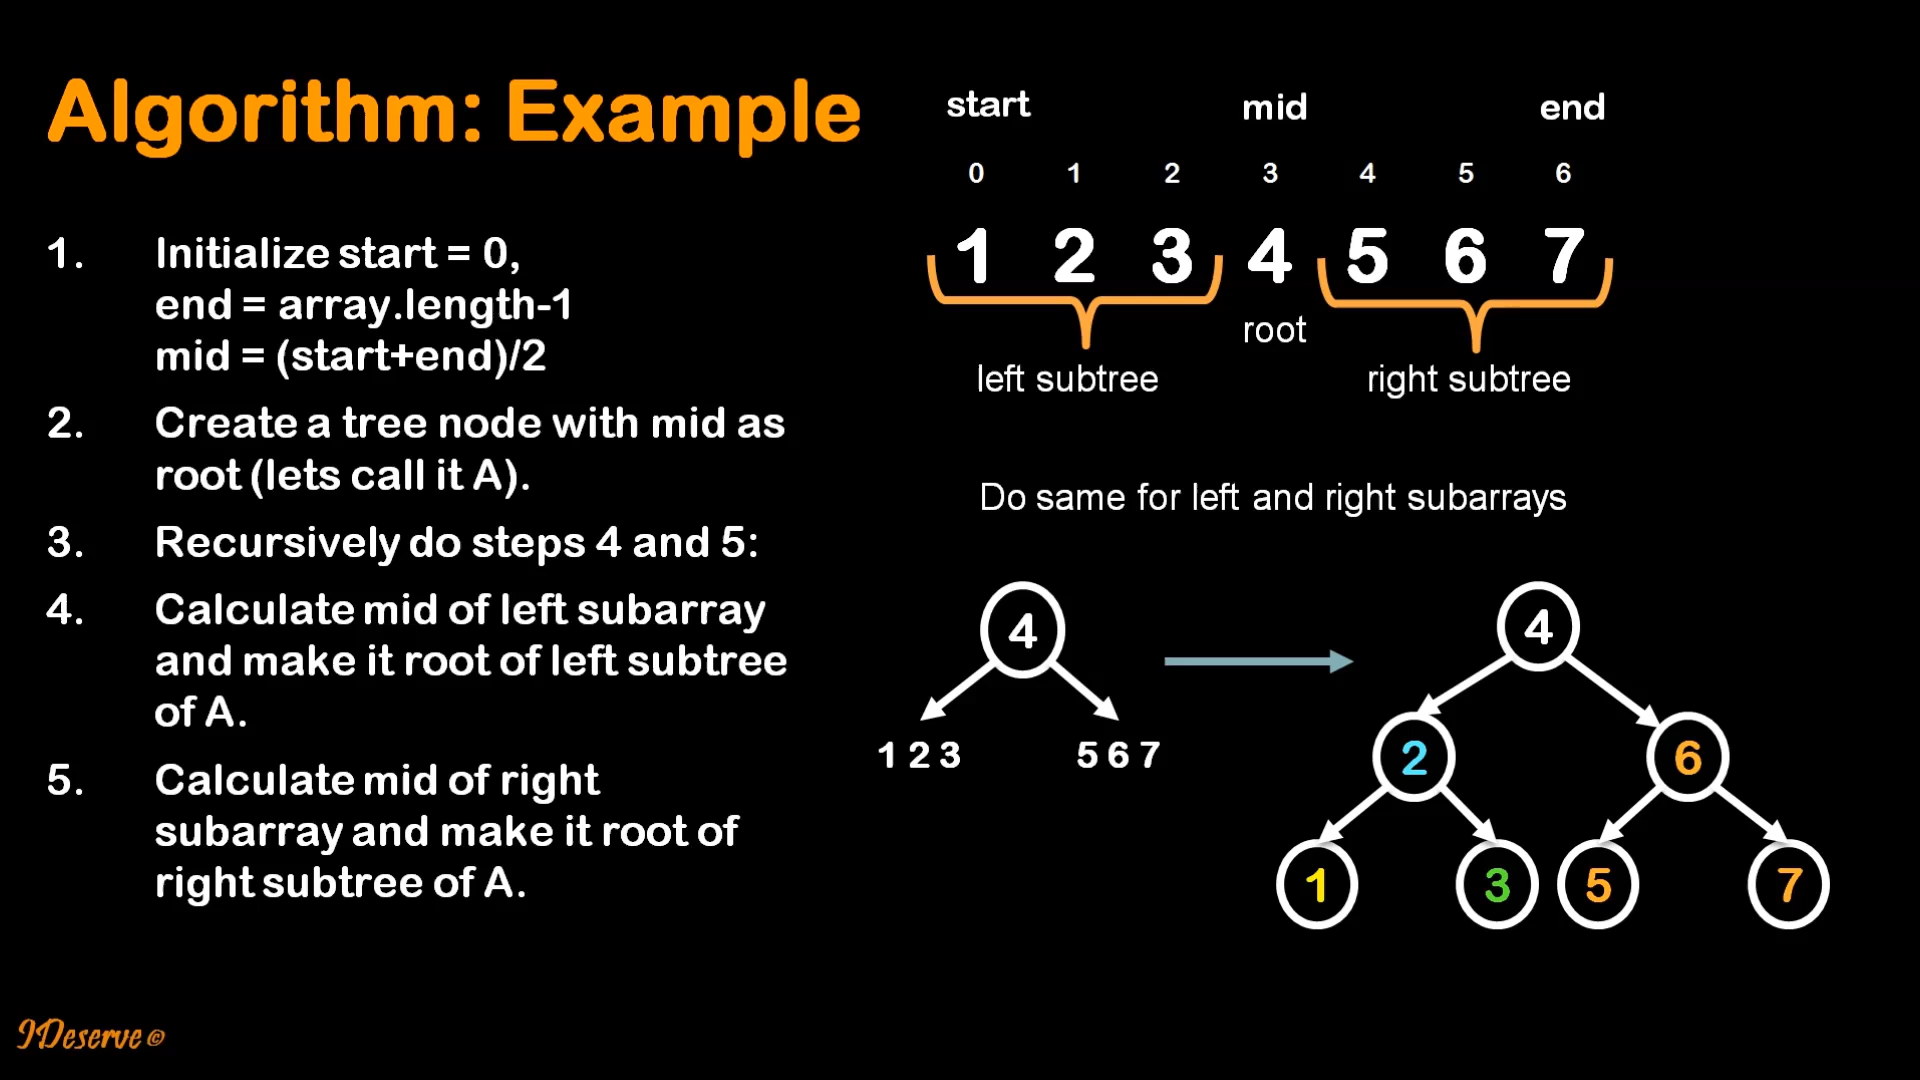 Algorithm: Example
1. Initialize start = 0,
end = array.length-1
mid = (start+end)/2
2. Create a tree node with mid as
root (lets call it A).
3. Recursively do steps 4 and 5:
4. Calculate mid of left subarray
and make it root of left subtree
of A.
5. Calculate mid of right
subarray and make it root of
right subtree of A.
start mid end
0 1 2 3 4 5 6
1 2 3 4 5 6 7
root
left subtree right subtree
Do same for left and right subarrays
4
1 2 3 5 6 7
4
2 6
1 3 5 7
IDeserve ©